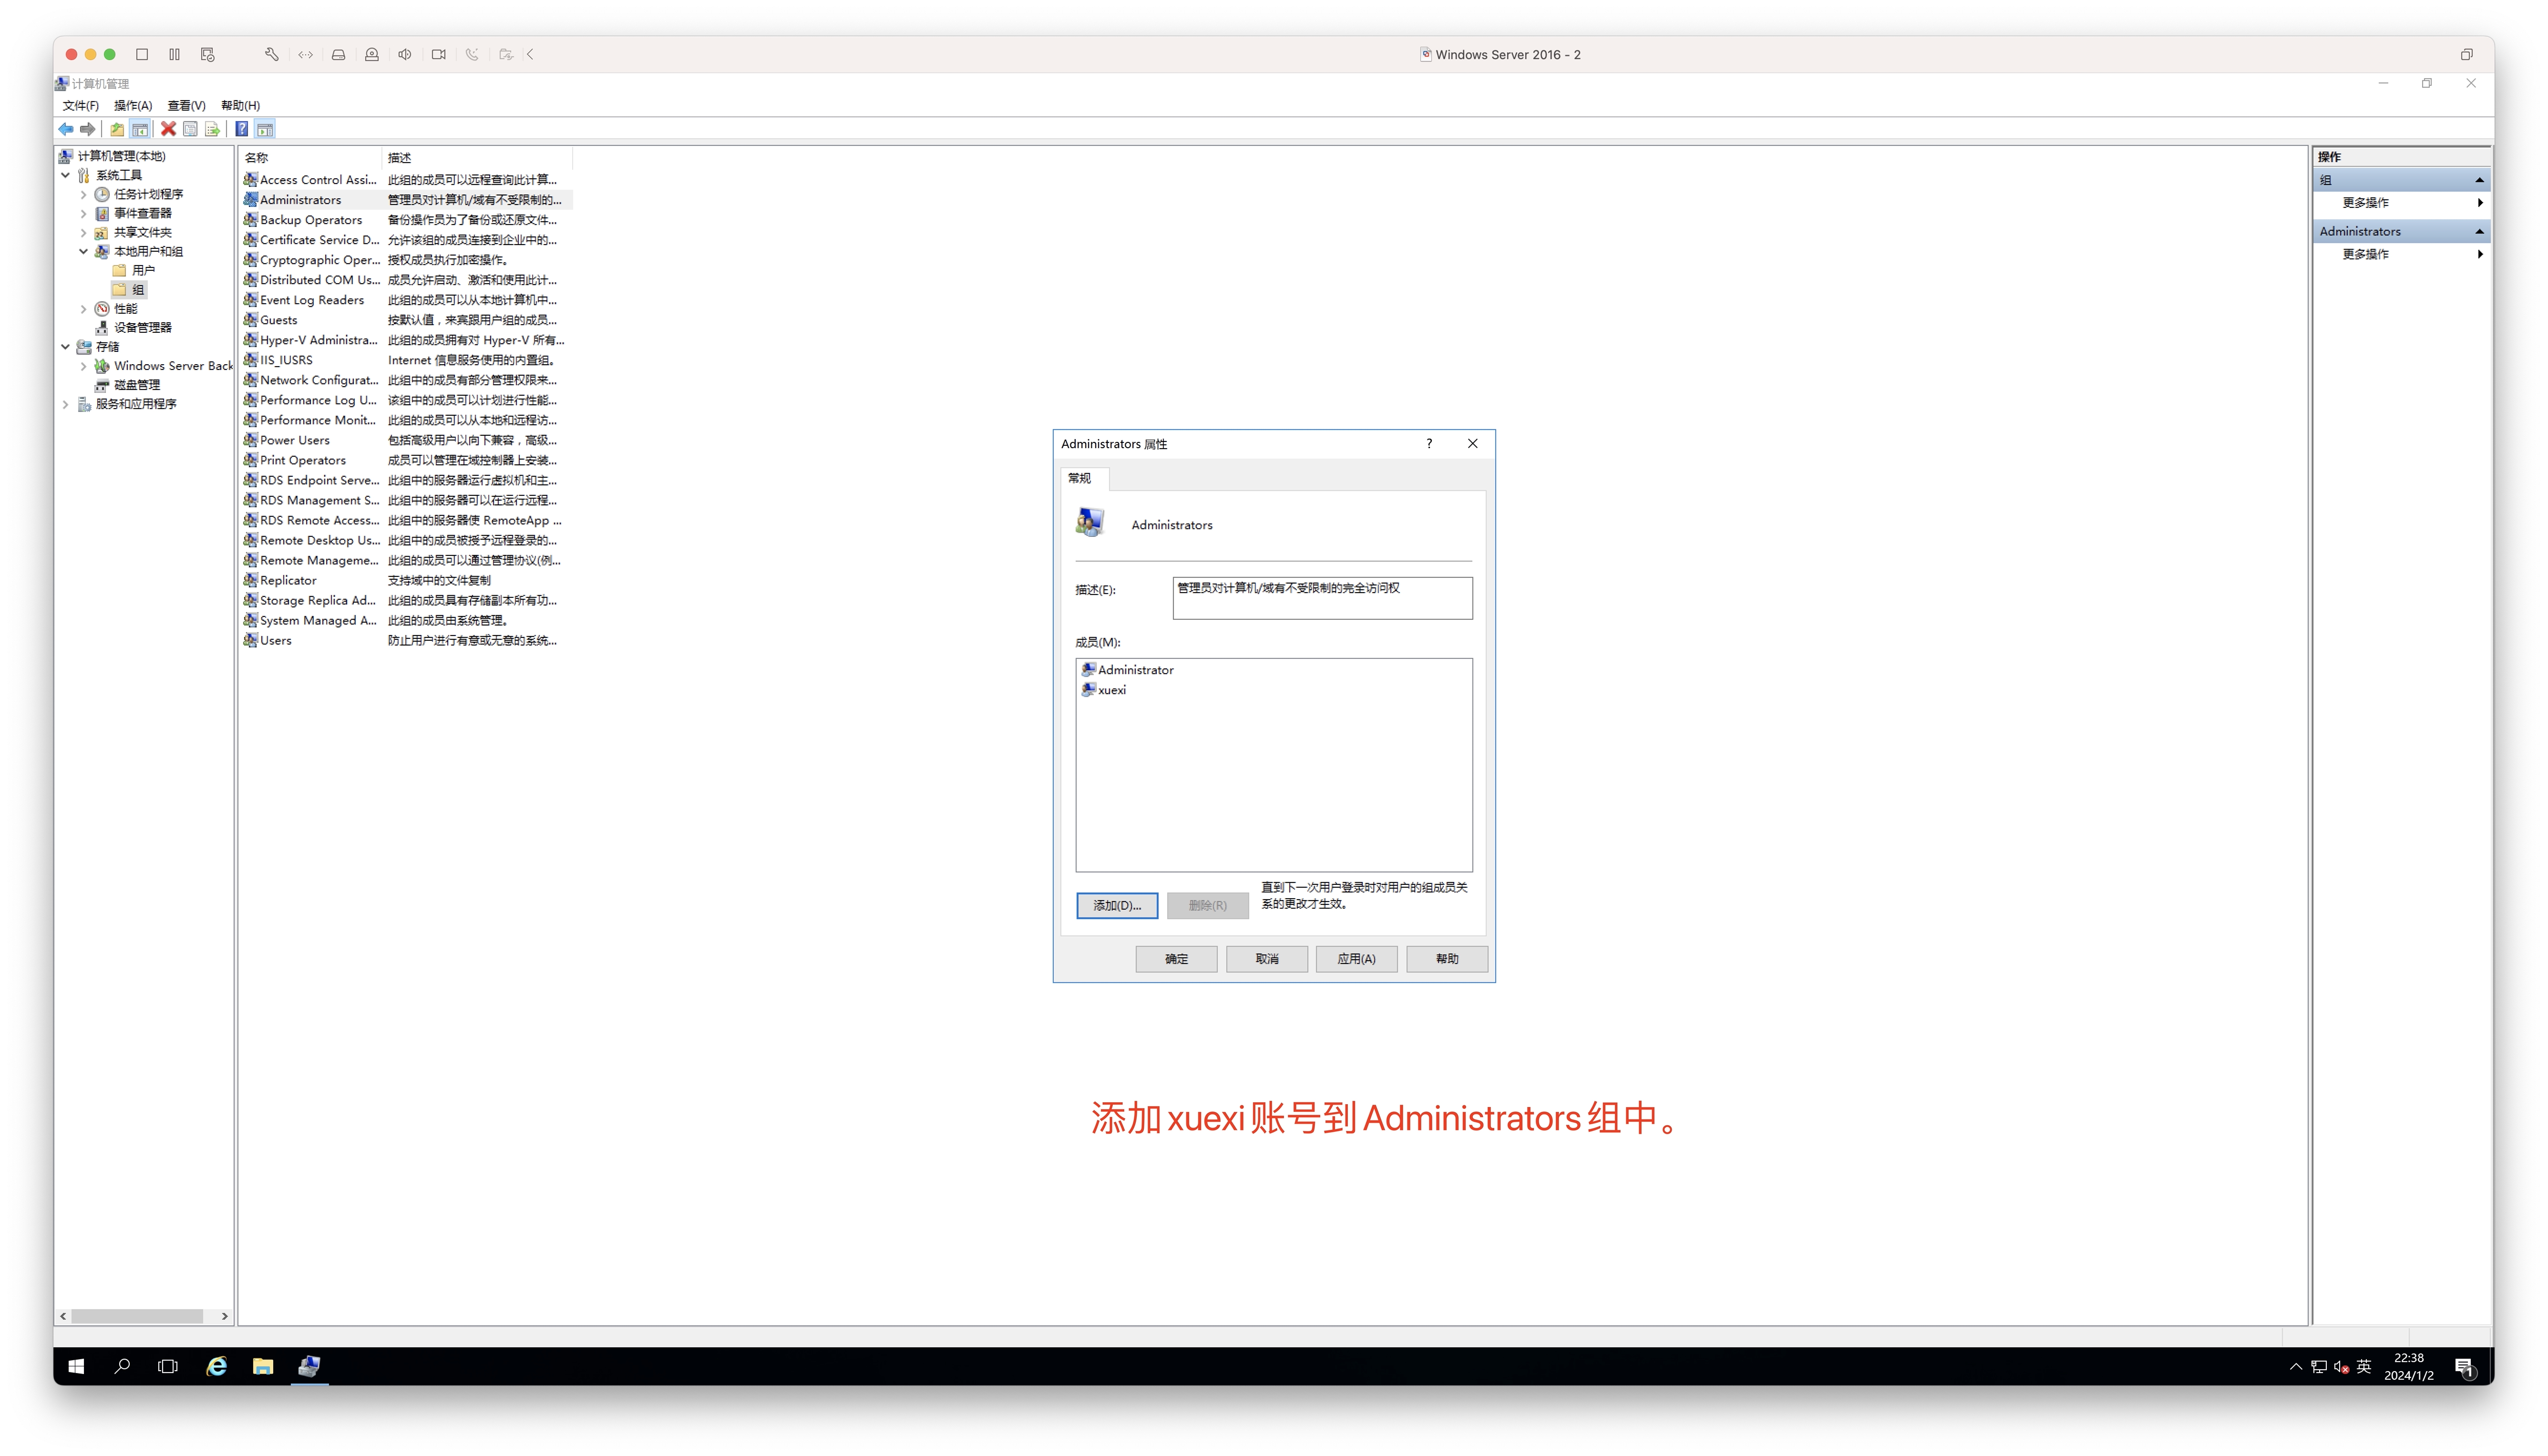 Windows Server 2016 - 2
计算机管理
文件(F) 操作(A) 查看(V) 帮助(H)
计算机管理(本地)
系统工具
任务计划程序
事件查看器
共享文件夹
本地用户和组
用户
组
性能
设备管理器
存储
Windows Server Back
磁盘管理
服务和应用程序
名称 描述
Access Control Assi... 此组的成员可以远程查询此计算...
Administrators 管理员对计算机/域有不受限制的...
Backup Operators 备份操作员为了备份或还原文件...
Certificate Service D... 允许该组的成员连接到企业中的...
Cryptographic Oper... 授权成员执行加密操作。
Distributed COM Us... 成员允许启动、激活和使用此计...
Event Log Readers 此组的成员可以从本地计算机中...
Guests 按默认值，来宾跟用户组的成员...
Hyper-V Administra... 此组的成员拥有对 Hyper-V 所有...
IIS_IUSRS Internet 信息服务使用的内置组。
Network Configurat... 此组中的成员有部分管理权限来...
Performance Log U... 该组中的成员可以计划进行性能...
Performance Monit... 此组的成员可以从本地和远程访...
Power Users 包括高级用户以向下兼容，高级...
Print Operators 成员可以管理在域控制器上安装...
RDS Endpoint Serve... 此组中的服务器运行虚拟机和主...
RDS Management S... 此组中的服务器可以在运行远程...
RDS Remote Access... 此组中的服务器使 RemoteApp ...
Remote Desktop Us... 此组中的成员被授予远程登录的...
Remote Manageme... 此组的成员可以通过管理协议(例...
Replicator 支持域中的文件复制
Storage Replica Ad... 此组的成员具有存储副本所有功...
System Managed A... 此组的成员由系统管理。
Users 防止用户进行有意或无意的系统...
操作
组
更多操作
Administrators
更多操作
Administrators 属性
?
常规
Administrators
描述(E): 管理员对计算机/域有不受限制的完全访问权
成员(M):
Administrator
xuexi
添加(D)... 删除(R) 直到下一次用户登录时对用户的组成员关
系的更改才生效。
确定 取消 应用(A) 帮助
添加xuexi账号到Administrators组中。
英
22:38
2024/1/2
1